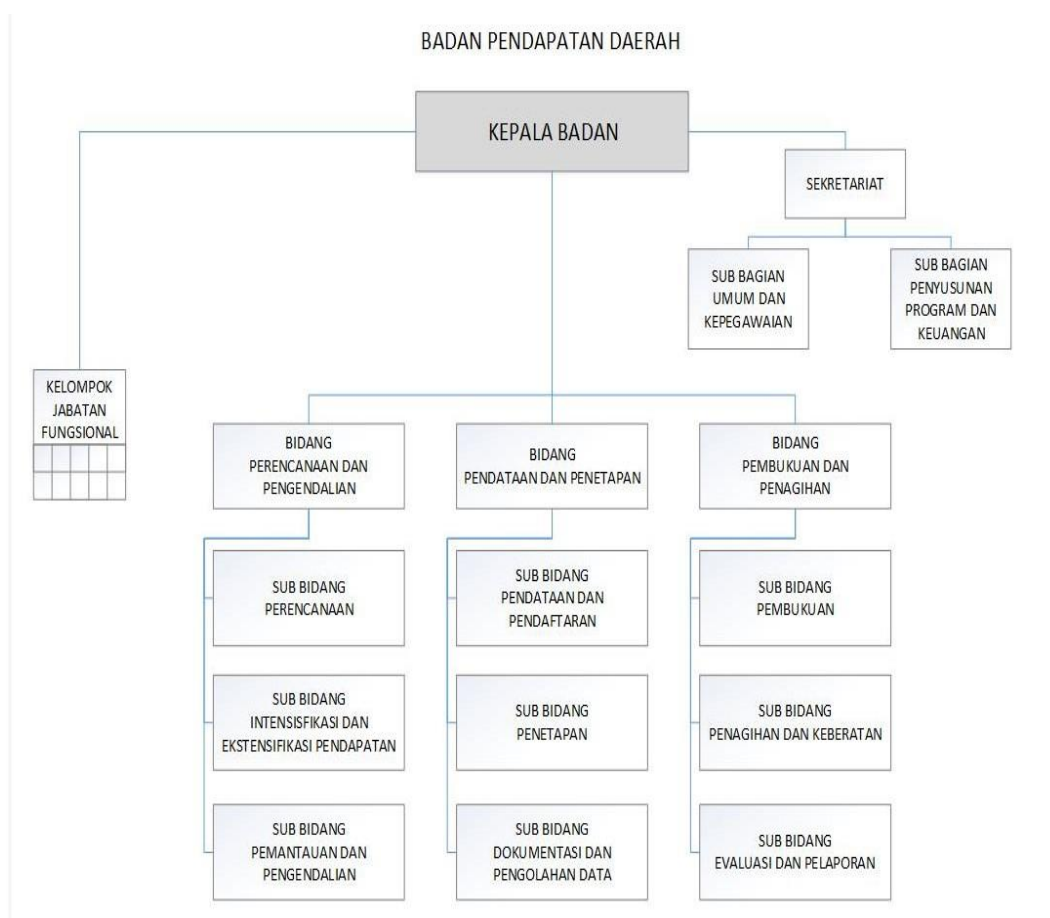 BADAN PENDAPATAN DAERAH
KEPALA BADAN
SEKRETARIAT
SUB BAGIAN
UMUM DAN
KEPEGAWAIAN
SUB BAGIAN
PENYUSUNAN
PROGRAM DAN
KEUANGAN
KELOMPOK
JABATAN
FUNGSIONAL
BIDANG
PERENCANAAN DAN
PENGENDALIAN
BIDANG
PENDATAAN DAN PENETAPAN
BIDANG
PEMBUKUAN DAN
PENAGIHAN
SUB BIDANG
PERENCANAAN
SUB BIDANG
PENDATAAN DAN
PENDAFTARAN
SUB BIDANG
PEMBUKUAN
SUB BIDANG
INTENSISFIKASI DAN
EKSTENSIFIKASI PENDAPATAN
SUB BIDANG
PENETAPAN
SUB BIDANG
PENAGIHAN DAN KEBERATAN
SUB BIDANG
PEMANTAUAN DAN
PENGENDALIAN
SUB BIDANG
DOKUMENTASI DAN
PENGOLAHAN DATA
SUB BIDANG
EVALUASI DAN PELAPORAN